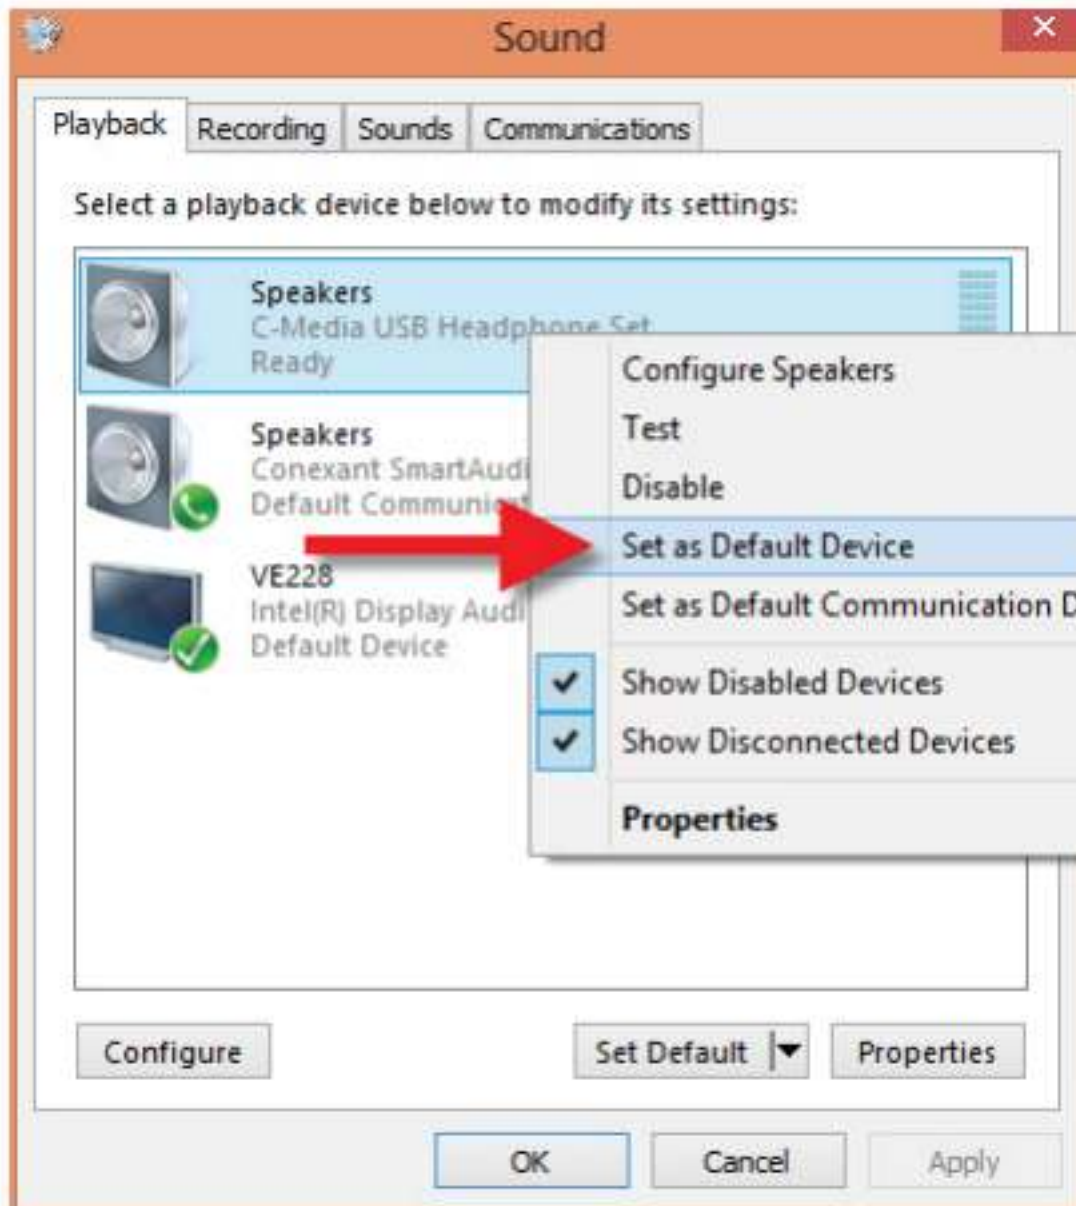 Sound
Playback Recording Sounds Communications
Select a playback device below to modify its settings:
Speakers
C-Media USB Headphone Set
Ready
Speakers
Conexant SmartAudi
Default Communicat
VE228
Intel(R) Display Audi
Default Device
Configure Speakers
Test
Disable
Set as Default Device
Set as Default Communication D
Show Disabled Devices
Show Disconnected Devices
Properties
Configure Set Default Properties
OK Cancel Apply